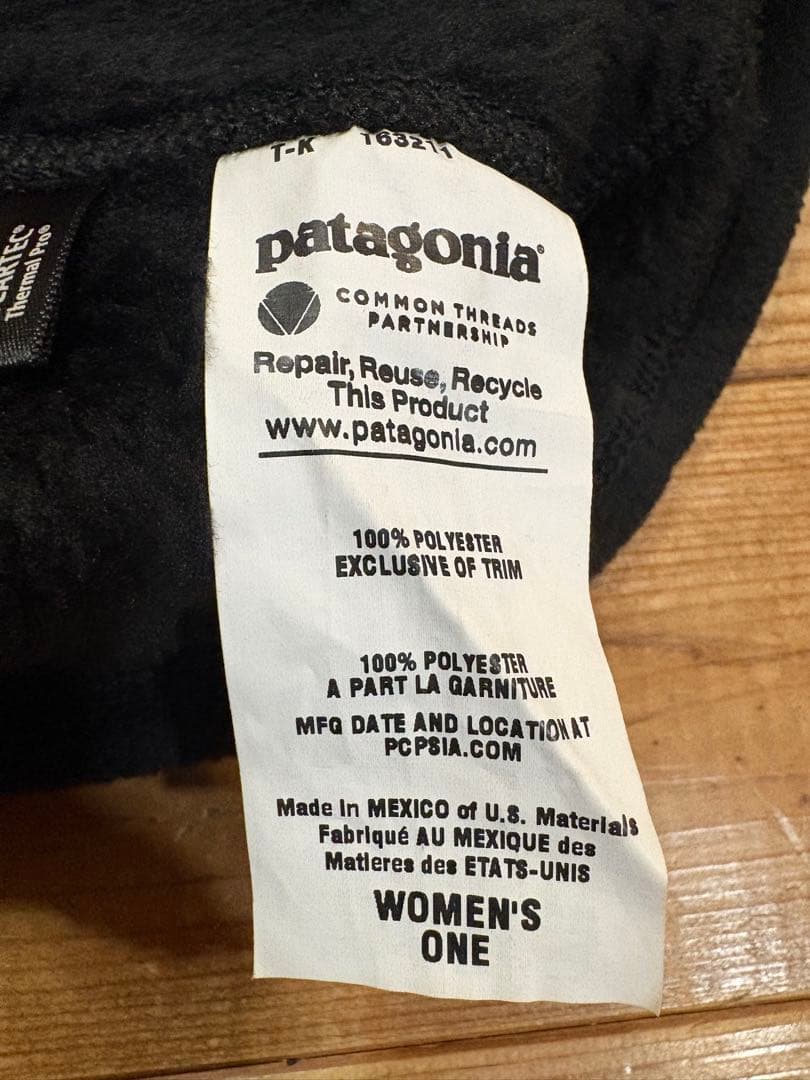 T-K 163211
patagonia®
COMMON THREADS
PARTNERSHIP
Repair, Reuse, Recycle
This Product
www.patagonia.com
100% POLYESTER
EXCLUSIVE OF TRIM
100% POLYESTER
A PART LA GARNITURE
MFG DATE AND LOCATION AT
PCPSIA.COM
Made in MEXICO of U.S. Materials
Fabriqué AU MEXIQUE des
Matieres des ETATS-UNIS
WOMEN'S
ONE
Thermal Pro®